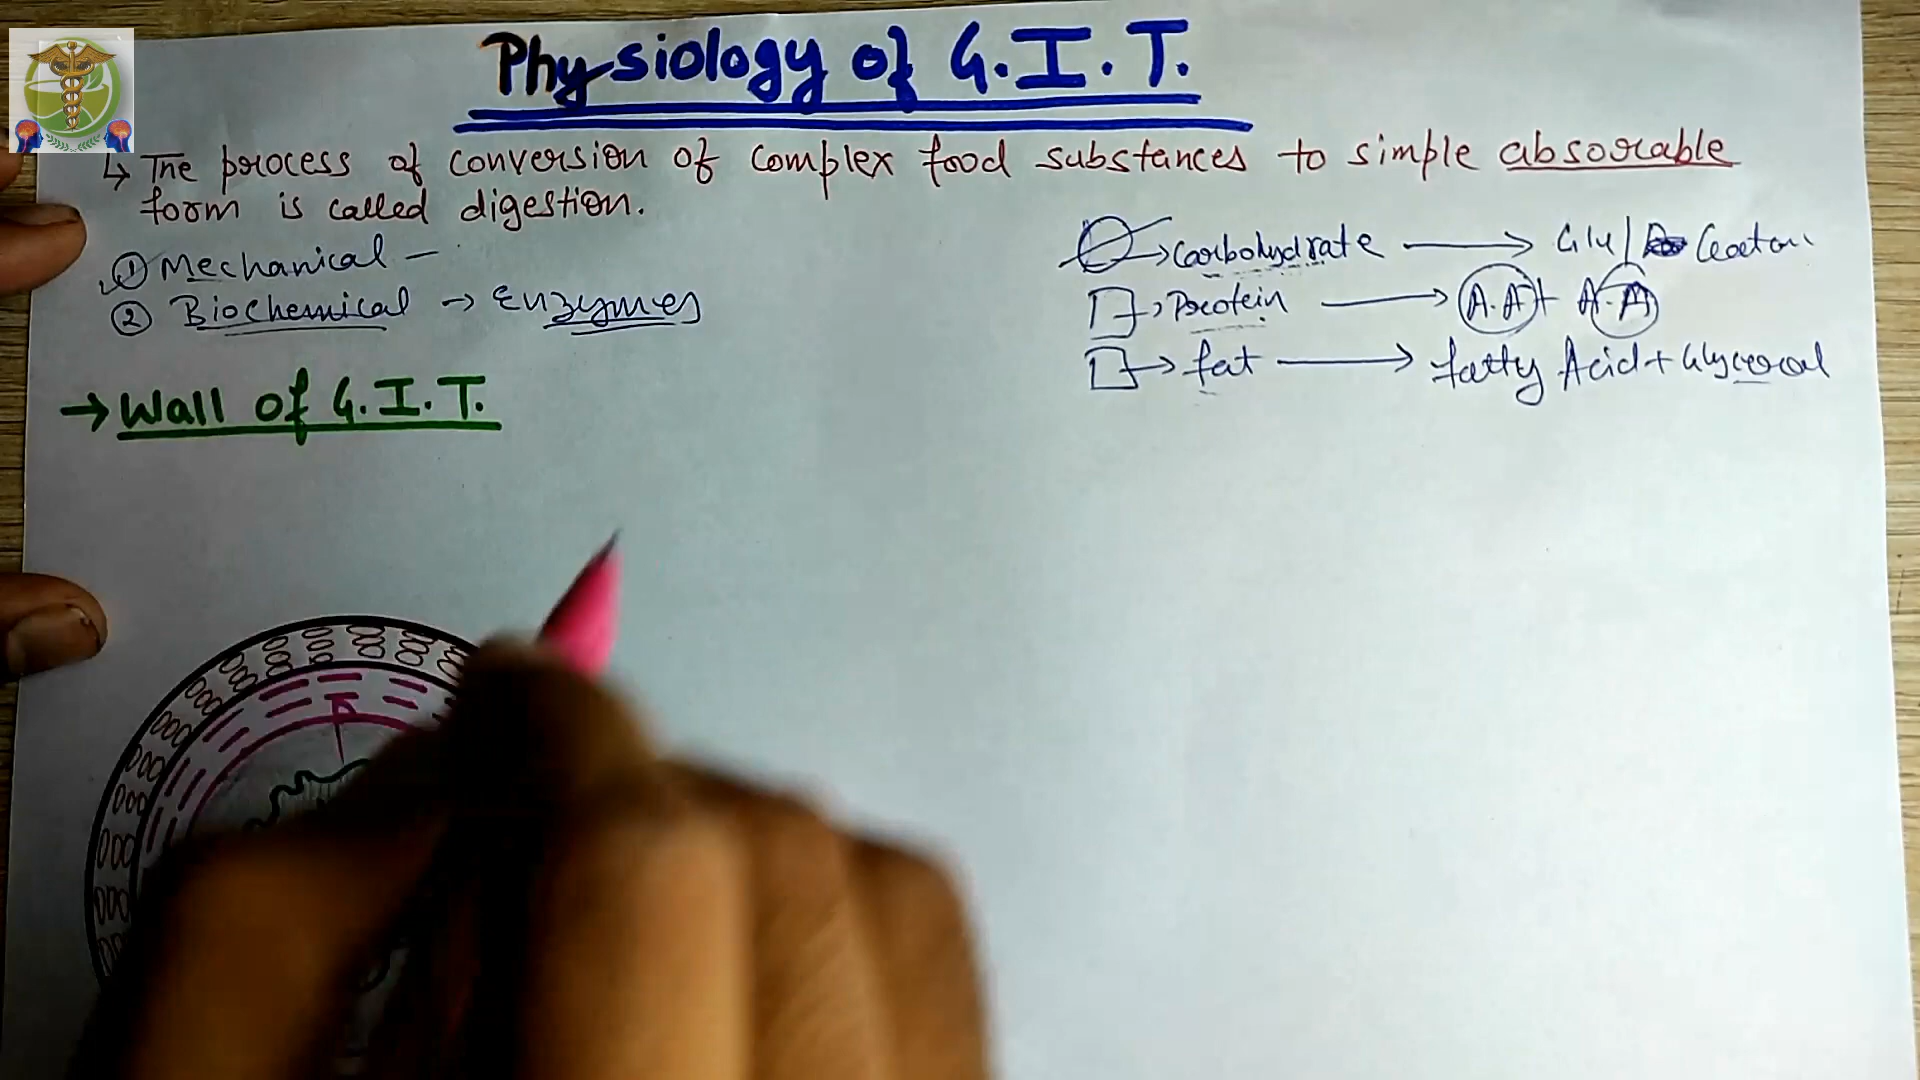 Physiology of G.I.T.
↳ The process of conversion of complex food substances to simple absorable
form is called digestion.
① Mechanical –
② Biochemical → Enzymes
→ Carbohydrate → Glu/
→ Protein → A.A + A.A
→ fat → fatty Acid + Glycerol
→ Wall of G.I.T.